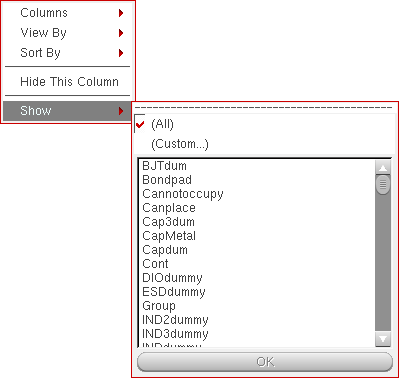 Columns
View By
Sort By
Hide This Column
Show
(All)
(Custom...)
BJTdum
Bondpad
Cannotoccupy
Canplace
Cap3dum
CapMetal
Capdum
Cont
DIOdummy
ESDdummy
Group
IND2dummy
IND3dummy
INDdummy
OK